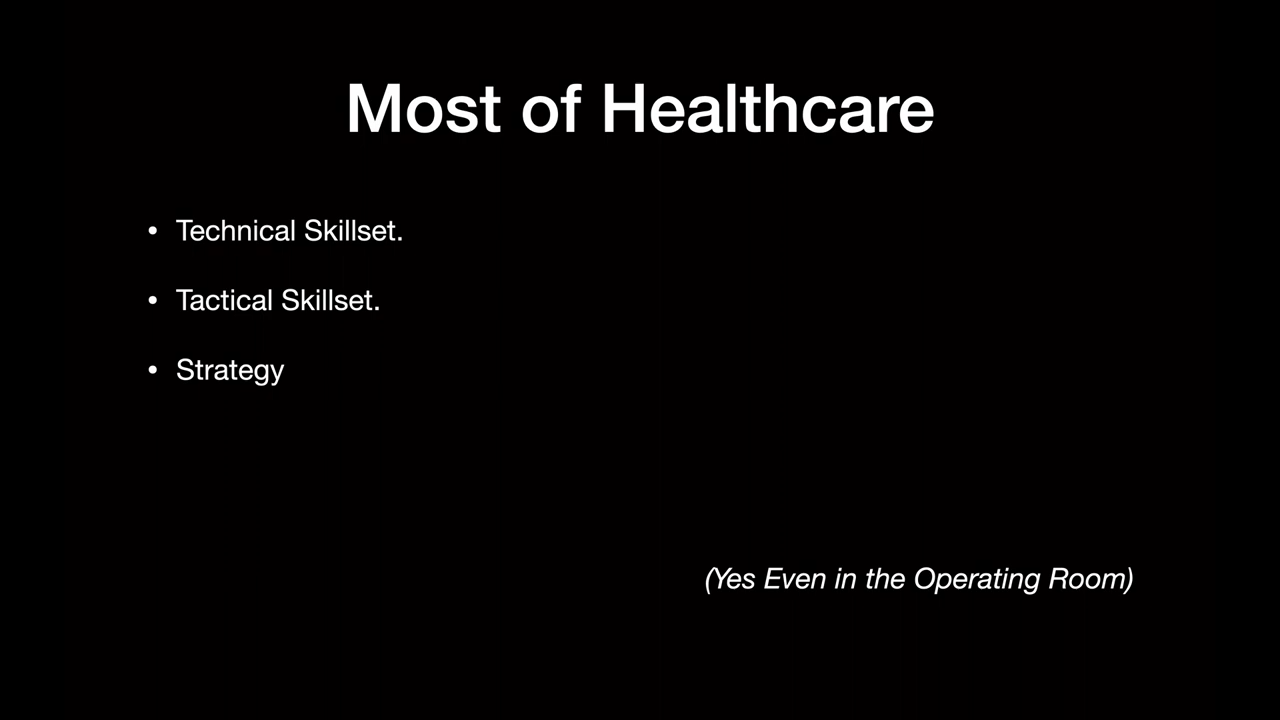 Most of Healthcare
• Technical Skillset.
• Tactical Skillset.
• Strategy
(Yes Even in the Operating Room)